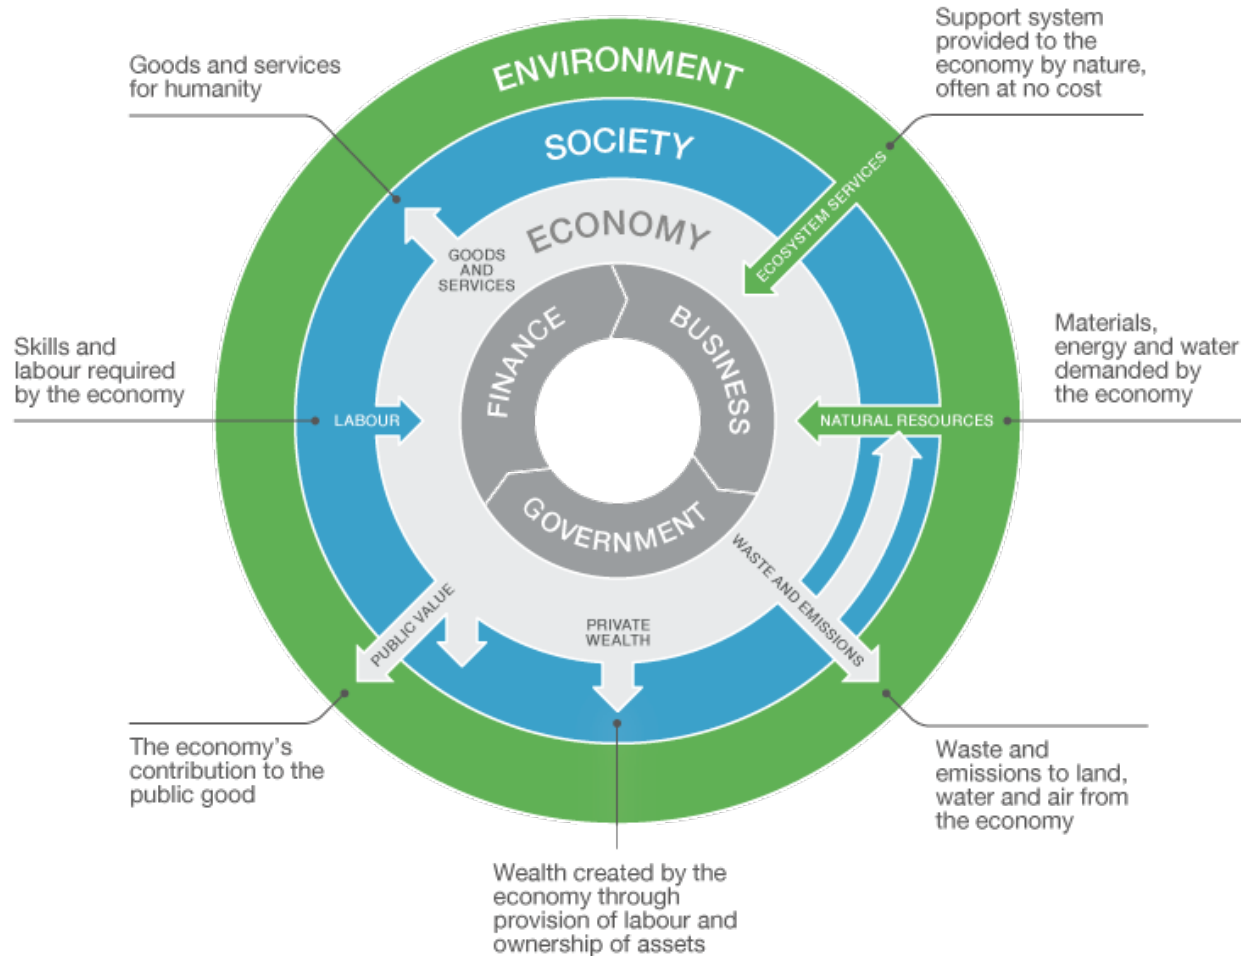 Support system
provided to the
economy by nature,
often at no cost
Goods and services
for humanity
ENVIRONMENT
SOCIETY
ECONOMY
ECOSYSTEM SERVICES
GOODS
AND
SERVICES
FINANCE
BUSINESS
GOVERNMENT
Skills and
labour required
by the economy
LABOUR
NATURAL RESOURCES
Materials,
energy and water
demanded by
the economy
PUBLIC VALUE
PRIVATE
WEALTH
WASTE AND EMISSIONS
The economy's
contribution to the
public good
Waste and
emissions to land,
water and air from
the economy
Wealth created by the
economy through
provision of labour and
ownership of assets